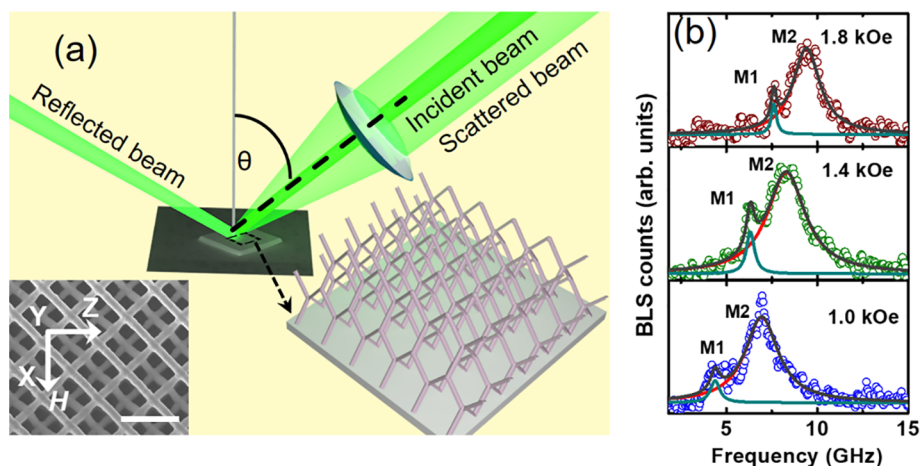 (a)
Reflected beam
θ
Incident beam
Scattered beam
Y
Z
X
H
(b)
M2
1.8 kOe
M1
M2
1.4 kOe
M1
M2
1.0 kOe
M1
BLS counts (arb. units)
5 10 15
Frequency (GHz)